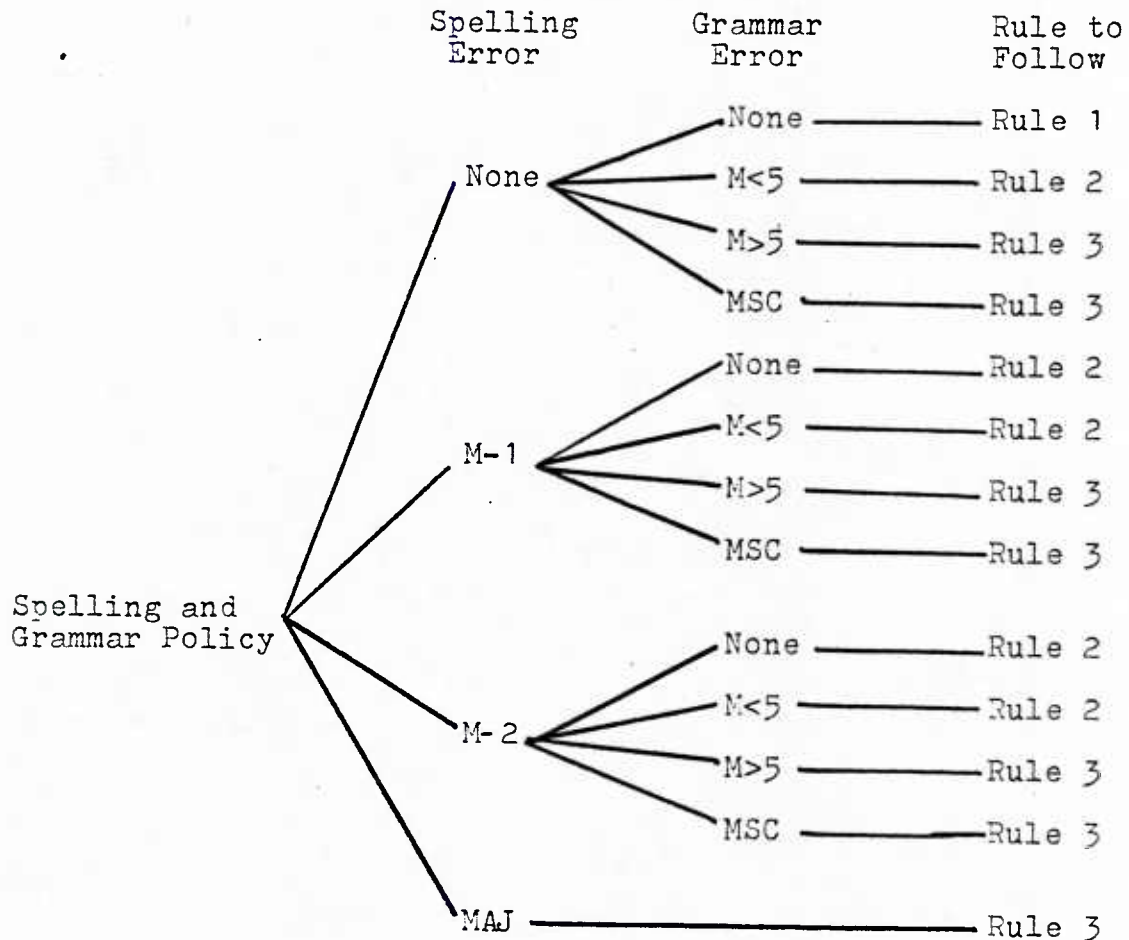 Spelling Error
Grammar Error
Rule to Follow
None
None
Rule 1
M<5
Rule 2
M>5
Rule 3
MSC
Rule 3
M-1
None
Rule 2
M<5
Rule 2
M>5
Rule 3
MSC
Rule 3
Spelling and
Grammar Policy
M-2
None
Rule 2
M<5
Rule 2
M>5
Rule 3
MSC
Rule 3
MAJ
Rule 3